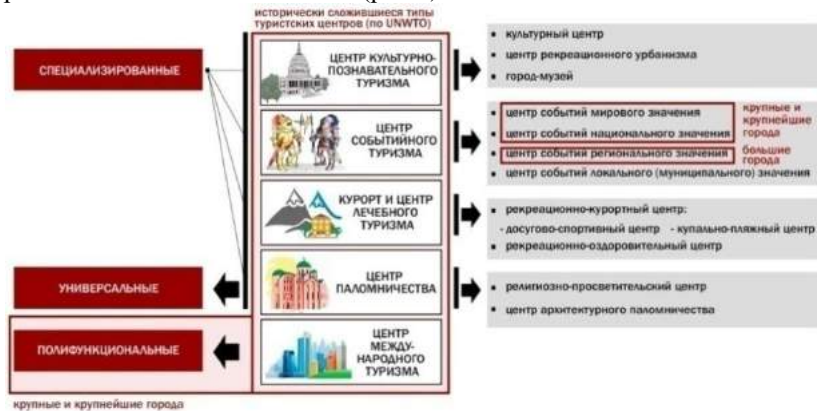 исторически сложившиеся типы
туристских центров (по UNWTO)
СПЕЦИАЛИЗИРОВАННЫЕ
ЦЕНТР КУЛЬТУРНО-
ПОЗНАВАТЕЛЬНОГО
ТУРИЗМА
• культурный центр
• центр рекреационного урбанизма
• город-музей
ЦЕНТР
СОБЫТИЙНОГО
ТУРИЗМА
• центр событий мирового значения
• центр событий национального значения
крупные и
крупнейшие
города
• центр событий регионального значения
большие
города
• центр событий локального (муниципального) значения
КУРОРТ И ЦЕНТР
ЛЕЧЕБНОГО
ТУРИЗМА
• рекреационно-курортный центр:
- досугово-спортивный центр - купально-пляжный центр
• рекреационно-оздоровительный центр
УНИВЕРСАЛЬНЫЕ
ЦЕНТР
ПАЛОМНИЧЕСТВА
• религиозно-просветительский центр
• центр архитектурного паломничества
ПОЛИФУНКЦИОНАЛЬНЫЕ
ЦЕНТР
МЕЖДУ-
НАРОДНОГО
ТУРИЗМА
крупные и крупнейшие города